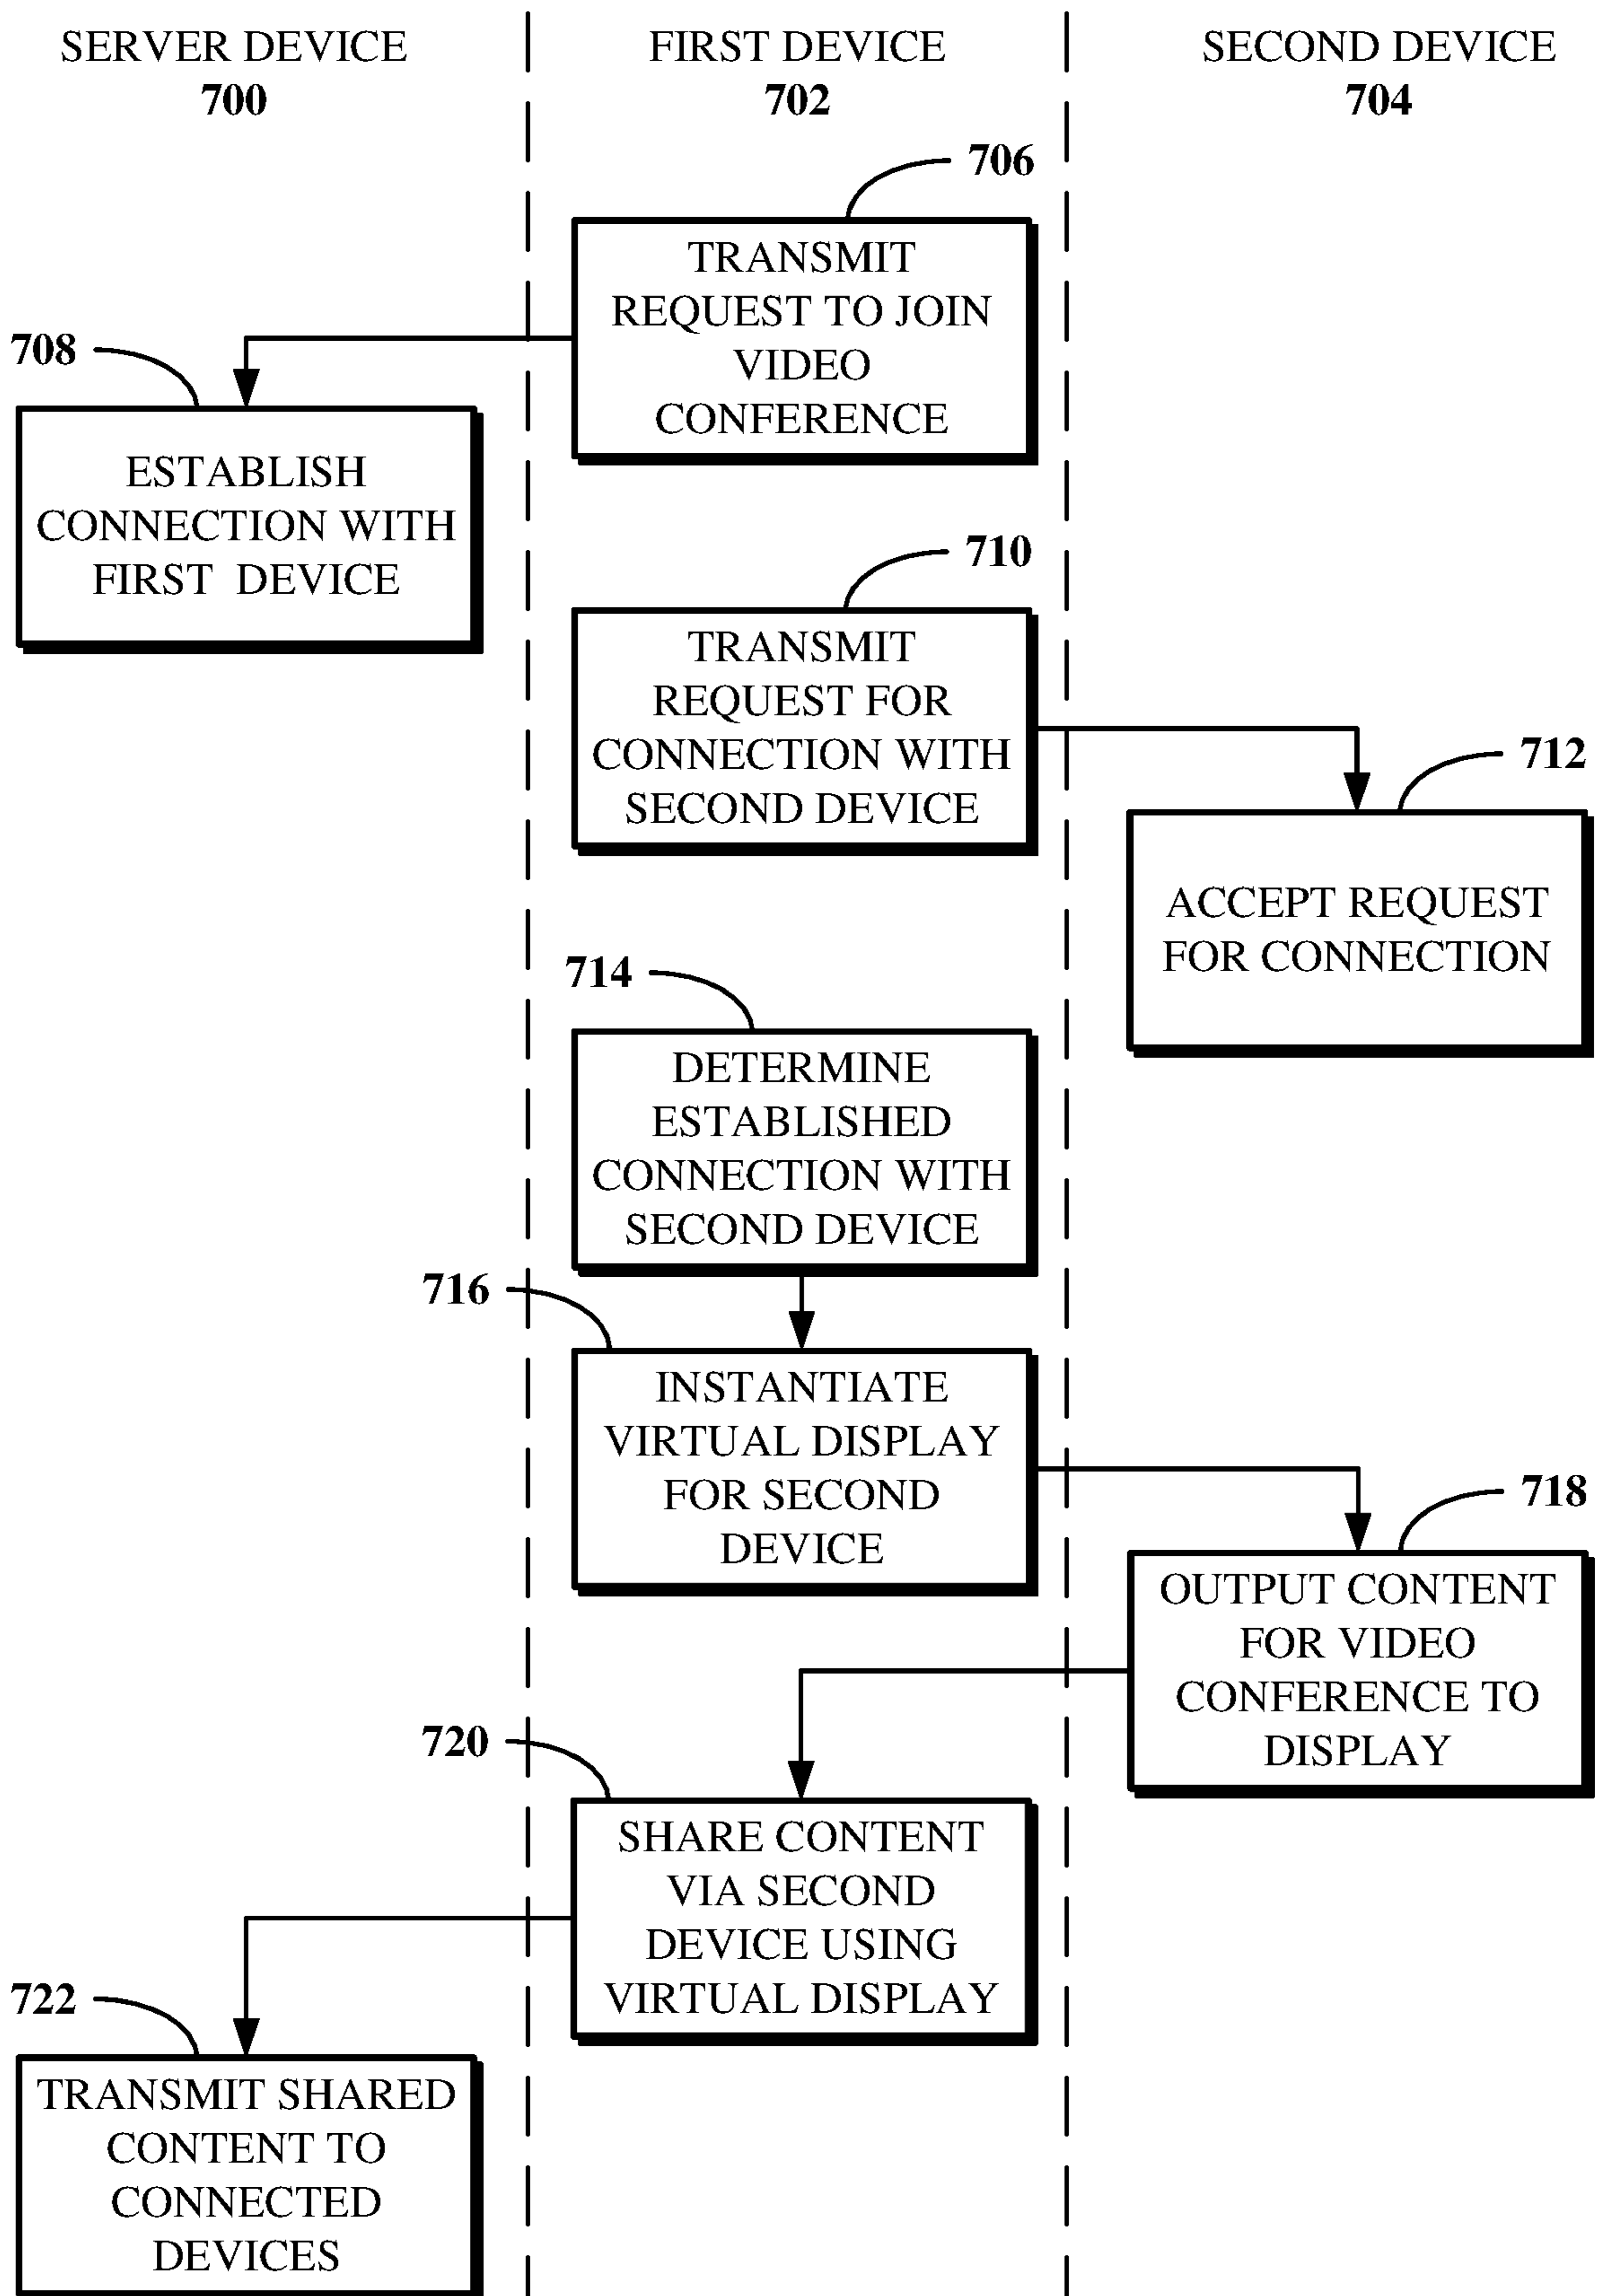 SERVER DEVICE
700
FIRST DEVICE
702
SECOND DEVICE
704
706
TRANSMIT
REQUEST TO JOIN
VIDEO
CONFERENCE
708
ESTABLISH
CONNECTION WITH
FIRST DEVICE
710
TRANSMIT
REQUEST FOR
CONNECTION WITH
SECOND DEVICE
712
ACCEPT REQUEST
FOR CONNECTION
714
DETERMINE
ESTABLISHED
CONNECTION WITH
SECOND DEVICE
716
INSTANTIATE
VIRTUAL DISPLAY
FOR SECOND
DEVICE
718
OUTPUT CONTENT
FOR VIDEO
CONFERENCE TO
DISPLAY
720
SHARE CONTENT
VIA SECOND
DEVICE USING
VIRTUAL DISPLAY
722
TRANSMIT SHARED
CONTENT TO
CONNECTED
DEVICES